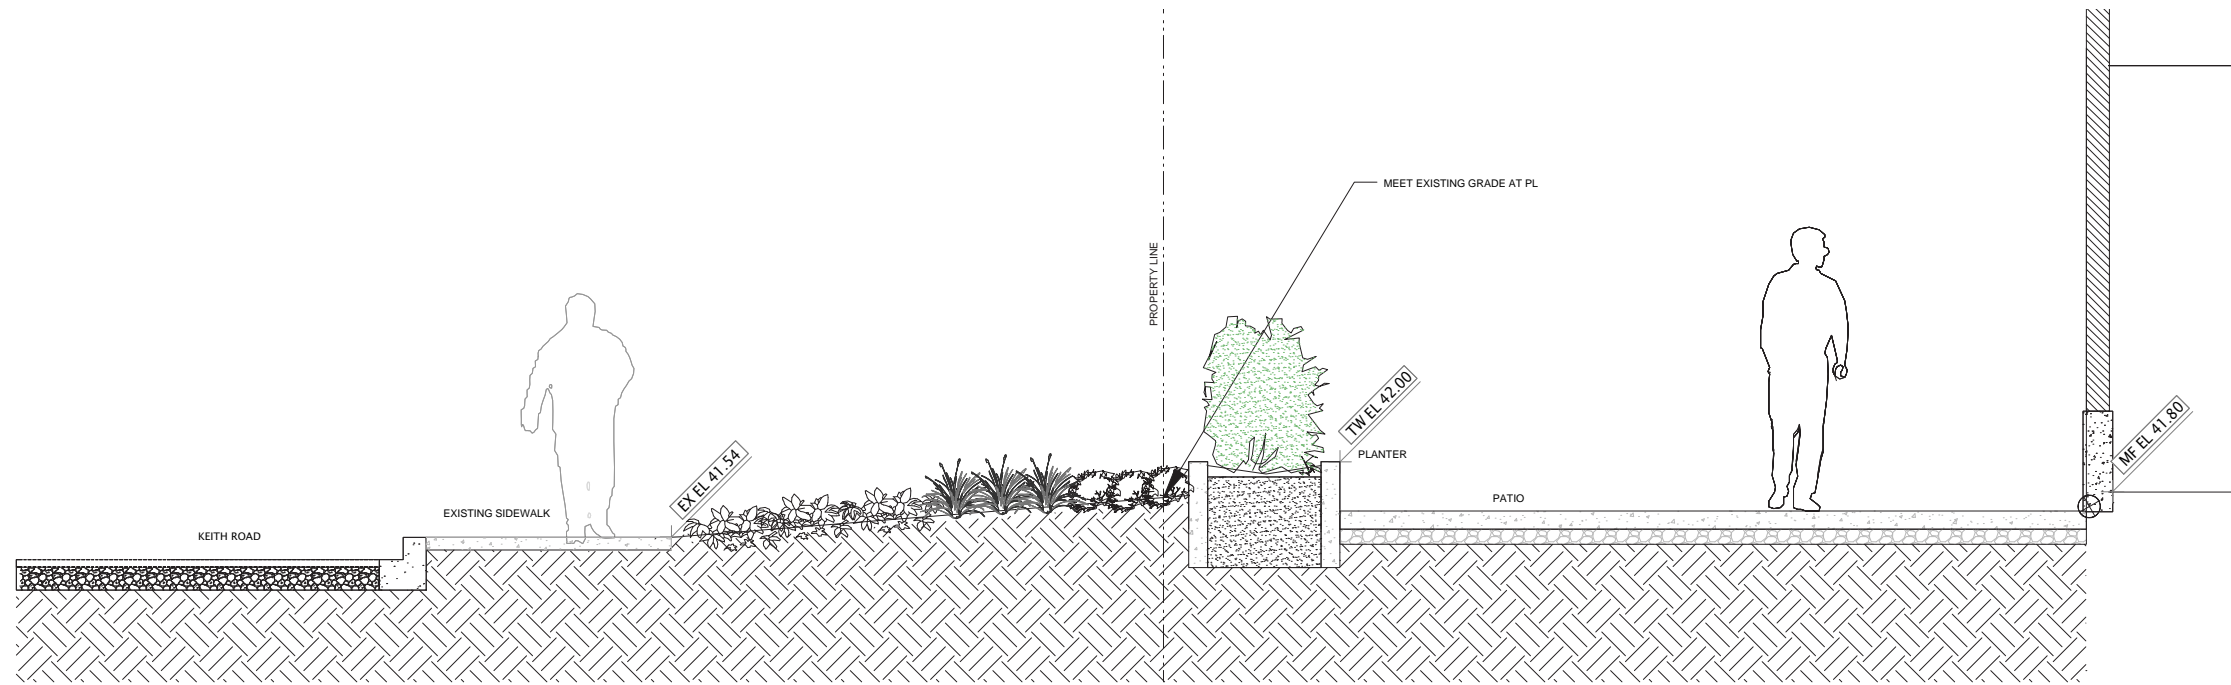 KEITH ROAD
EXISTING SIDEWALK
EX EL 41.54
PROPERTY LINE
MEET EXISTING GRADE AT PL
TW EL 42.00
PLANTER
PATIO
MF EL 41.80